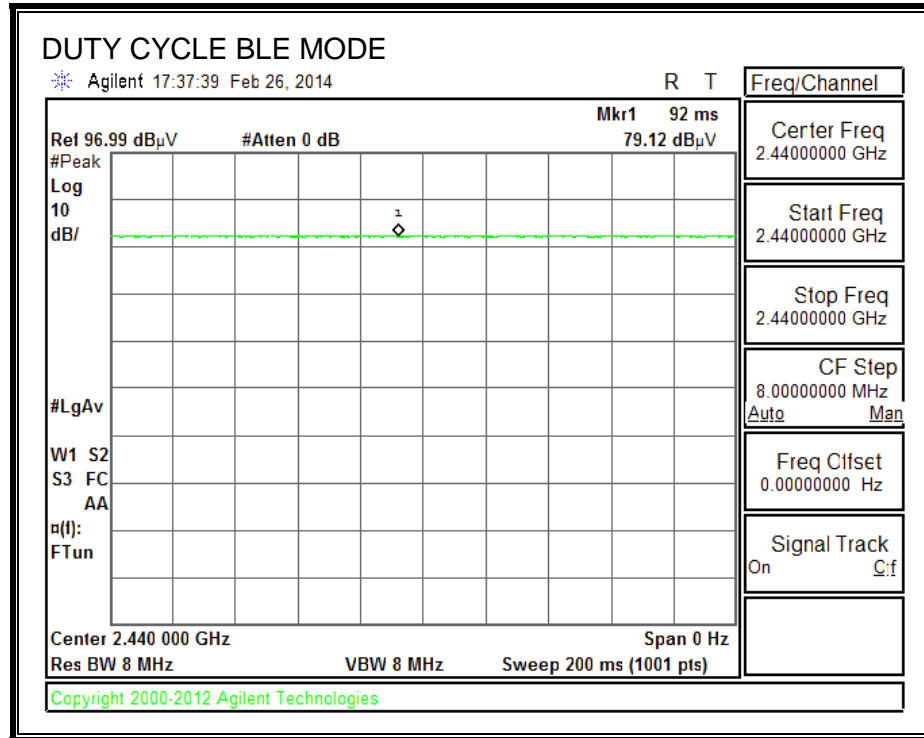 DUTY CYCLE BLE MODE
Agilent 17:37:39 Feb 26, 2014 R T
Mkr1 92 ms
Ref 96.99 dBµV #Atten 0 dB 79.12 dBµV
#Peak
Log
10
dB/
1
#LgAv
W1 S2
S3 FC
AA
¤(f):
FTun
Center 2.440 000 GHz Span 0 Hz
Res BW 8 MHz VBW 8 MHz Sweep 200 ms (1001 pts)
Copyright 2000-2012 Agilent Technologies
Freq/Channel
Center Freq
2.44000000 GHz
Start Freq
2.44000000 GHz
Stop Freq
2.44000000 GHz
CF Step
8.00000000 MHz
Auto Man
Freq Offset
0.00000000 Hz
Signal Track
On Off